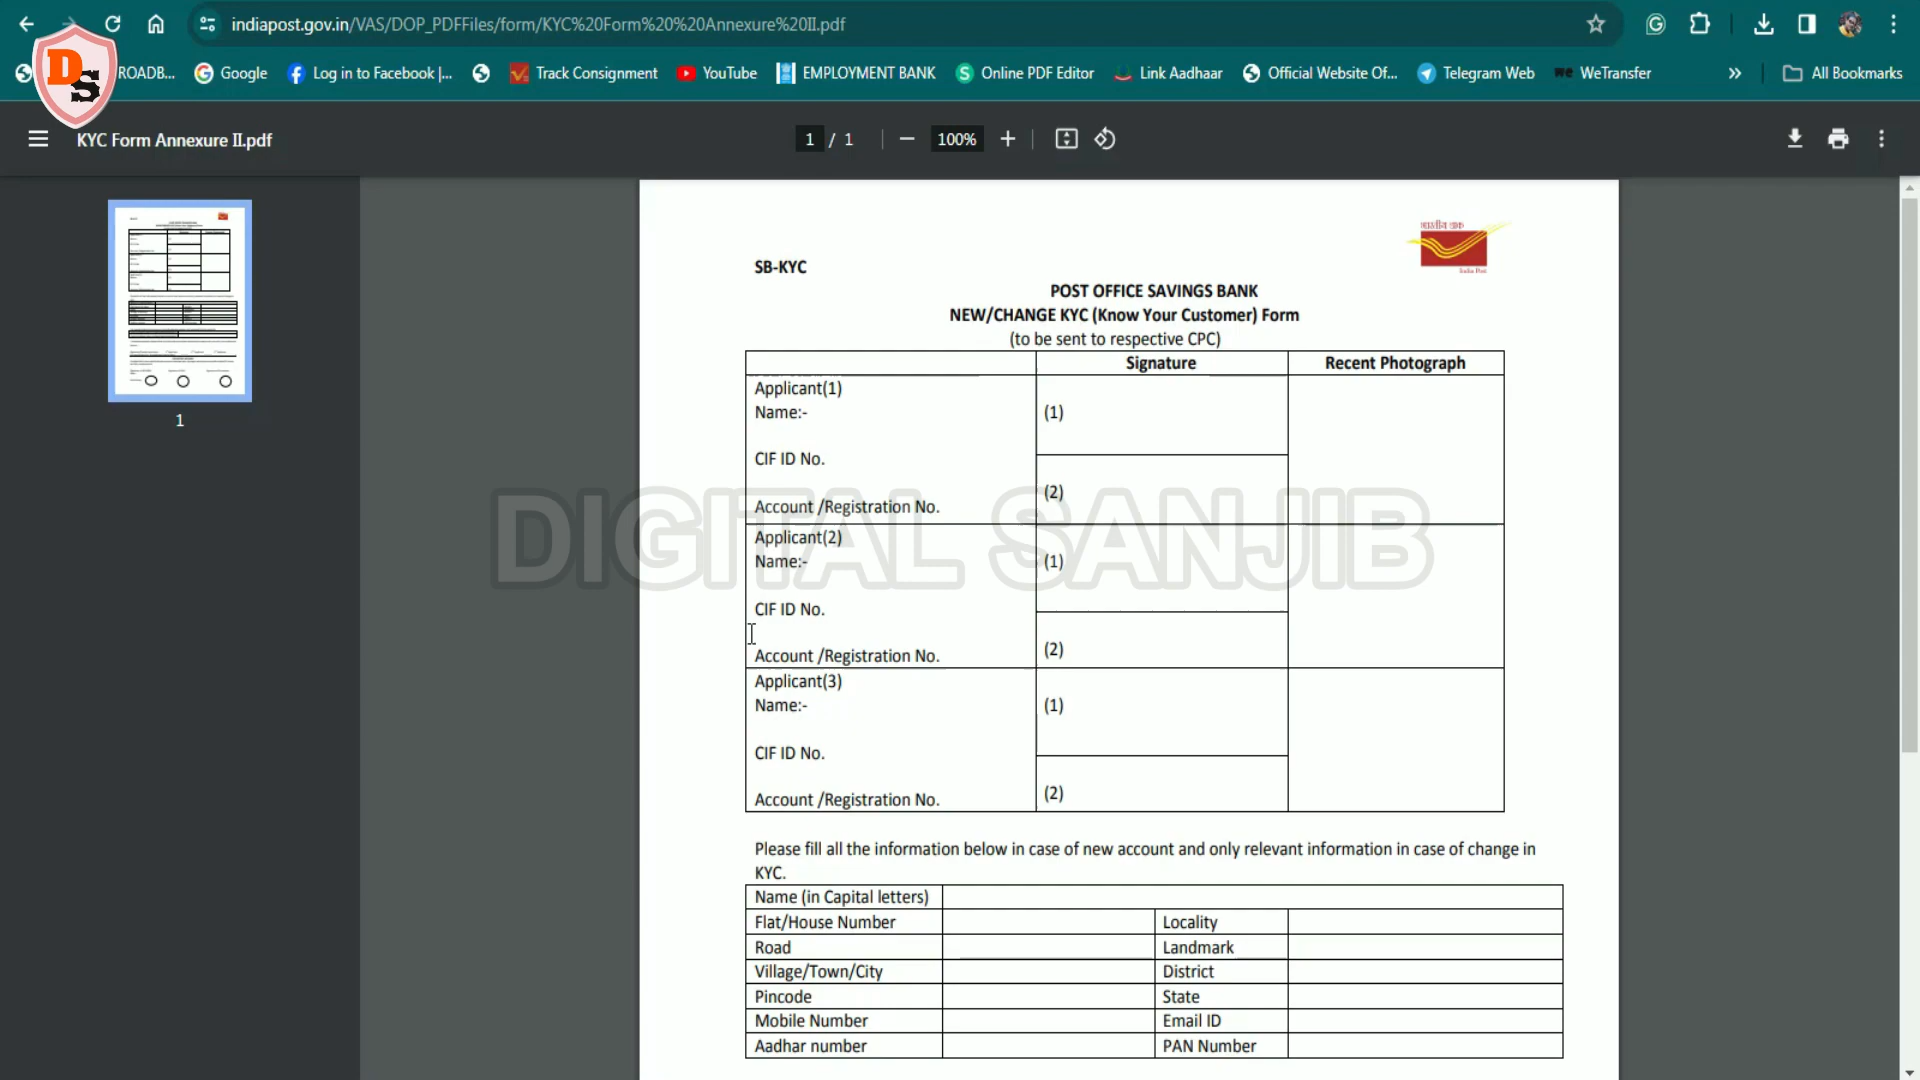 indiapost.gov.in/VAS/DOP_PDFFiles/form/KYC%20Form%20%20Annexure%20II.pdf
DS
ROADB... Google Log in to Facebook |... Track Consignment YouTube EMPLOYMENT BANK Online PDF Editor Link Aadhaar Official Website Of... Telegram Web we WeTransfer » All Bookmarks
KYC Form Annexure II.pdf 1 / 1 100%
1
भारतीय डाक
India Post
SB-KYC
POST OFFICE SAVINGS BANK
NEW/CHANGE KYC (Know Your Customer) Form
(to be sent to respective CPC)
Signature Recent Photograph
Applicant(1)
Name:- (1)
CIF ID No.
(2)
Account /Registration No.
DIGITAL SANJIB
Applicant(2)
Name:- (1)
CIF ID No.
Account /Registration No. (2)
Applicant(3)
Name:- (1)
CIF ID No.
Account /Registration No. (2)
Please fill all the information below in case of new account and only relevant information in case of change in
KYC.
Name (in Capital letters)
Flat/House Number Locality
Road Landmark
Village/Town/City District
Pincode State
Mobile Number Email ID
Aadhar number PAN Number